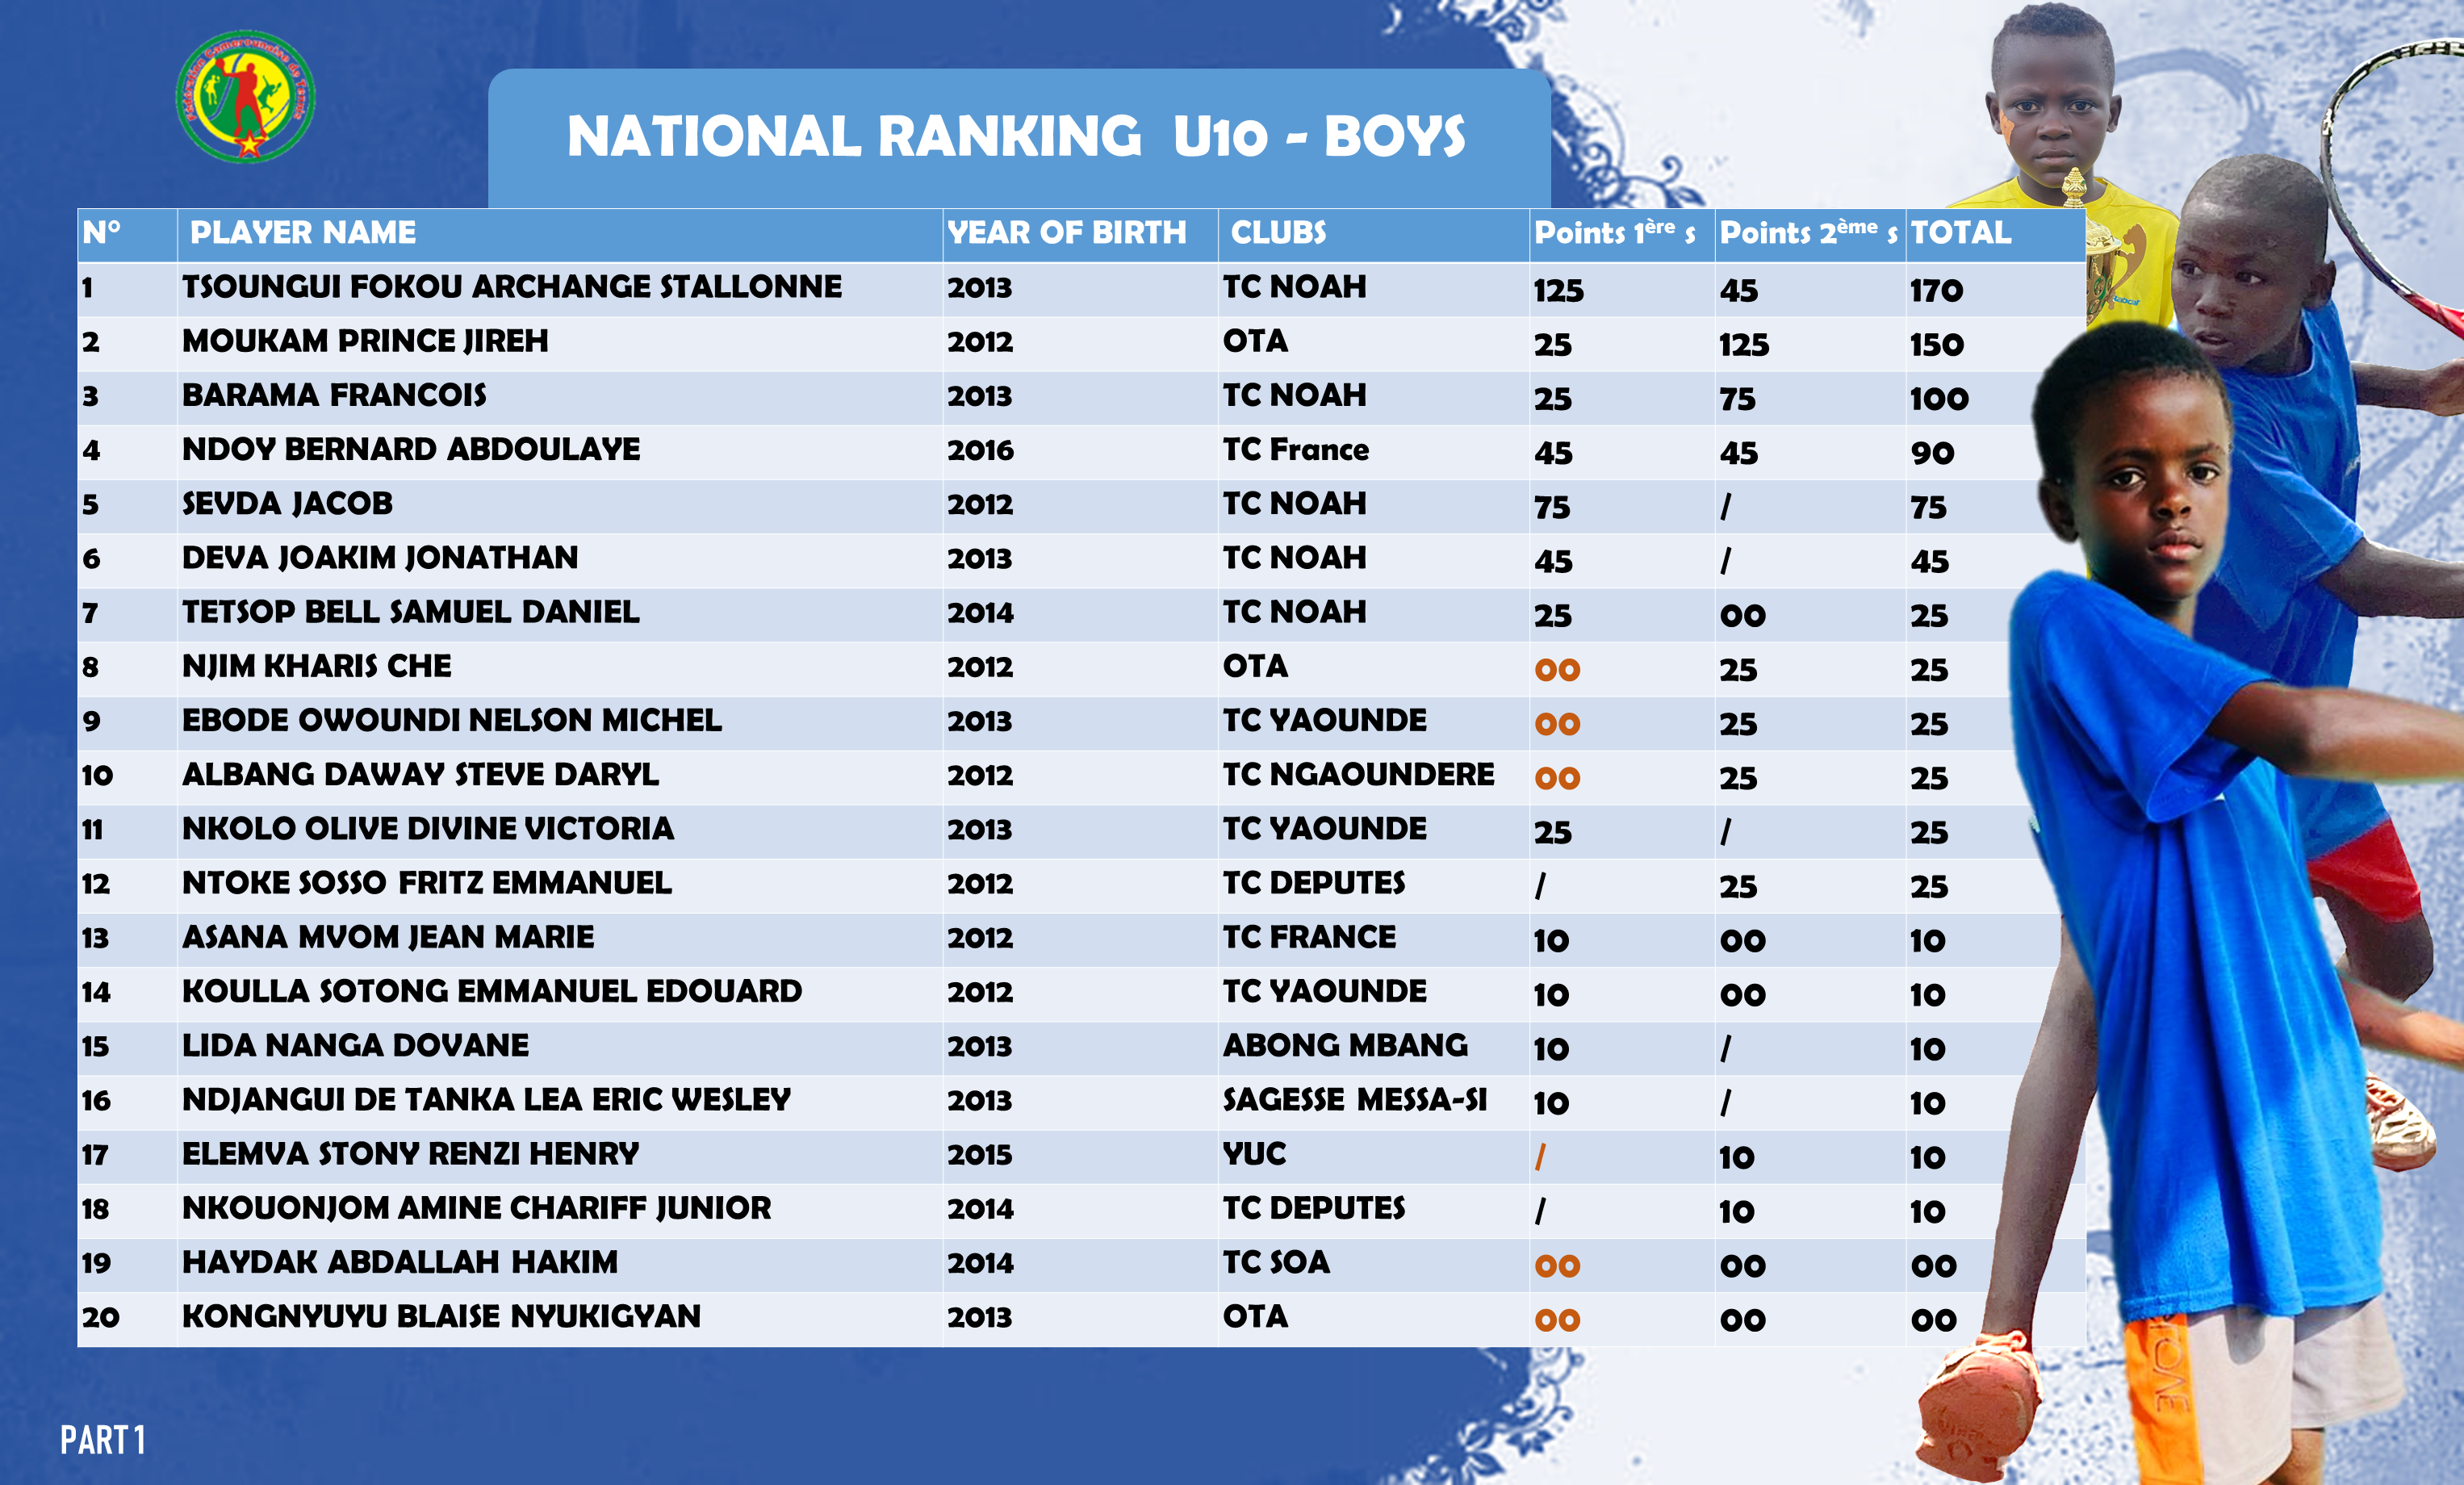 Fédération Camerounaise de Tennis
NATIONAL RANKING U10 - BOYS
N° PLAYER NAME YEAR OF BIRTH CLUBS Points 1ère s Points 2ème s TOTAL
1 TSOUNGUI FOKOU ARCHANGE STALLONNE 2013 TC NOAH 125 45 170
2 MOUKAM PRINCE JIREH 2012 OTA 25 125 150
3 BARAMA FRANCOIS 2013 TC NOAH 25 75 100
4 NDOY BERNARD ABDOULAYE 2016 TC France 45 45 90
5 SEVDA JACOB 2012 TC NOAH 75 / 75
6 DEVA JOAKIM JONATHAN 2013 TC NOAH 45 / 45
7 TETSOP BELL SAMUEL DANIEL 2014 TC NOAH 25 00 25
8 NJIM KHARIS CHE 2012 OTA 00 25 25
9 EBODE OWOUNDI NELSON MICHEL 2013 TC YAOUNDE 00 25 25
10 ALBANG DAWAY STEVE DARYL 2012 TC NGAOUNDERE 00 25 25
11 NKOLO OLIVE DIVINE VICTORIA 2013 TC YAOUNDE 25 / 25
12 NTOKE SOSSO FRITZ EMMANUEL 2012 TC DEPUTES / 25 25
13 ASANA MVOM JEAN MARIE 2012 TC FRANCE 10 00 10
14 KOULLA SOTONG EMMANUEL EDOUARD 2012 TC YAOUNDE 10 00 10
15 LIDA NANGA DOVANE 2013 ABONG MBANG 10 / 10
16 NDJANGUI DE TANKA LEA ERIC WESLEY 2013 SAGESSE MESSA-SI 10 / 10
17 ELEMVA STONY RENZI HENRY 2015 YUC / 10 10
18 NKOUONJOM AMINE CHARIFF JUNIOR 2014 TC DEPUTES / 10 10
19 HAYDAK ABDALLAH HAKIM 2014 TC SOA 00 00 00
20 KONGNYUYU BLAISE NYUKIGYAN 2013 OTA 00 00 00
PART 1